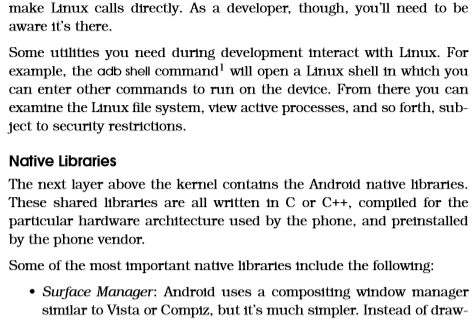 make Linux calls directly. As a developer, though, you'll need to be
aware it's there.
Some utilities you need during development interact with Linux. For
example, the adb shell command1 will open a Linux shell in which you
can enter other commands to run on the device. From there you can
examine the Linux file system, view active processes, and so forth, sub-
ject to security restrictions.
Native Libraries
The next layer above the kernel contains the Android native libraries.
These shared libraries are all written in C or C++, compiled for the
particular hardware architecture used by the phone, and preinstalled
by the phone vendor.
Some of the most important native libraries include the following:
• Surface Manager: Android uses a compositing window manager
similar to Vista or Compiz, but it's much simpler. Instead of draw-